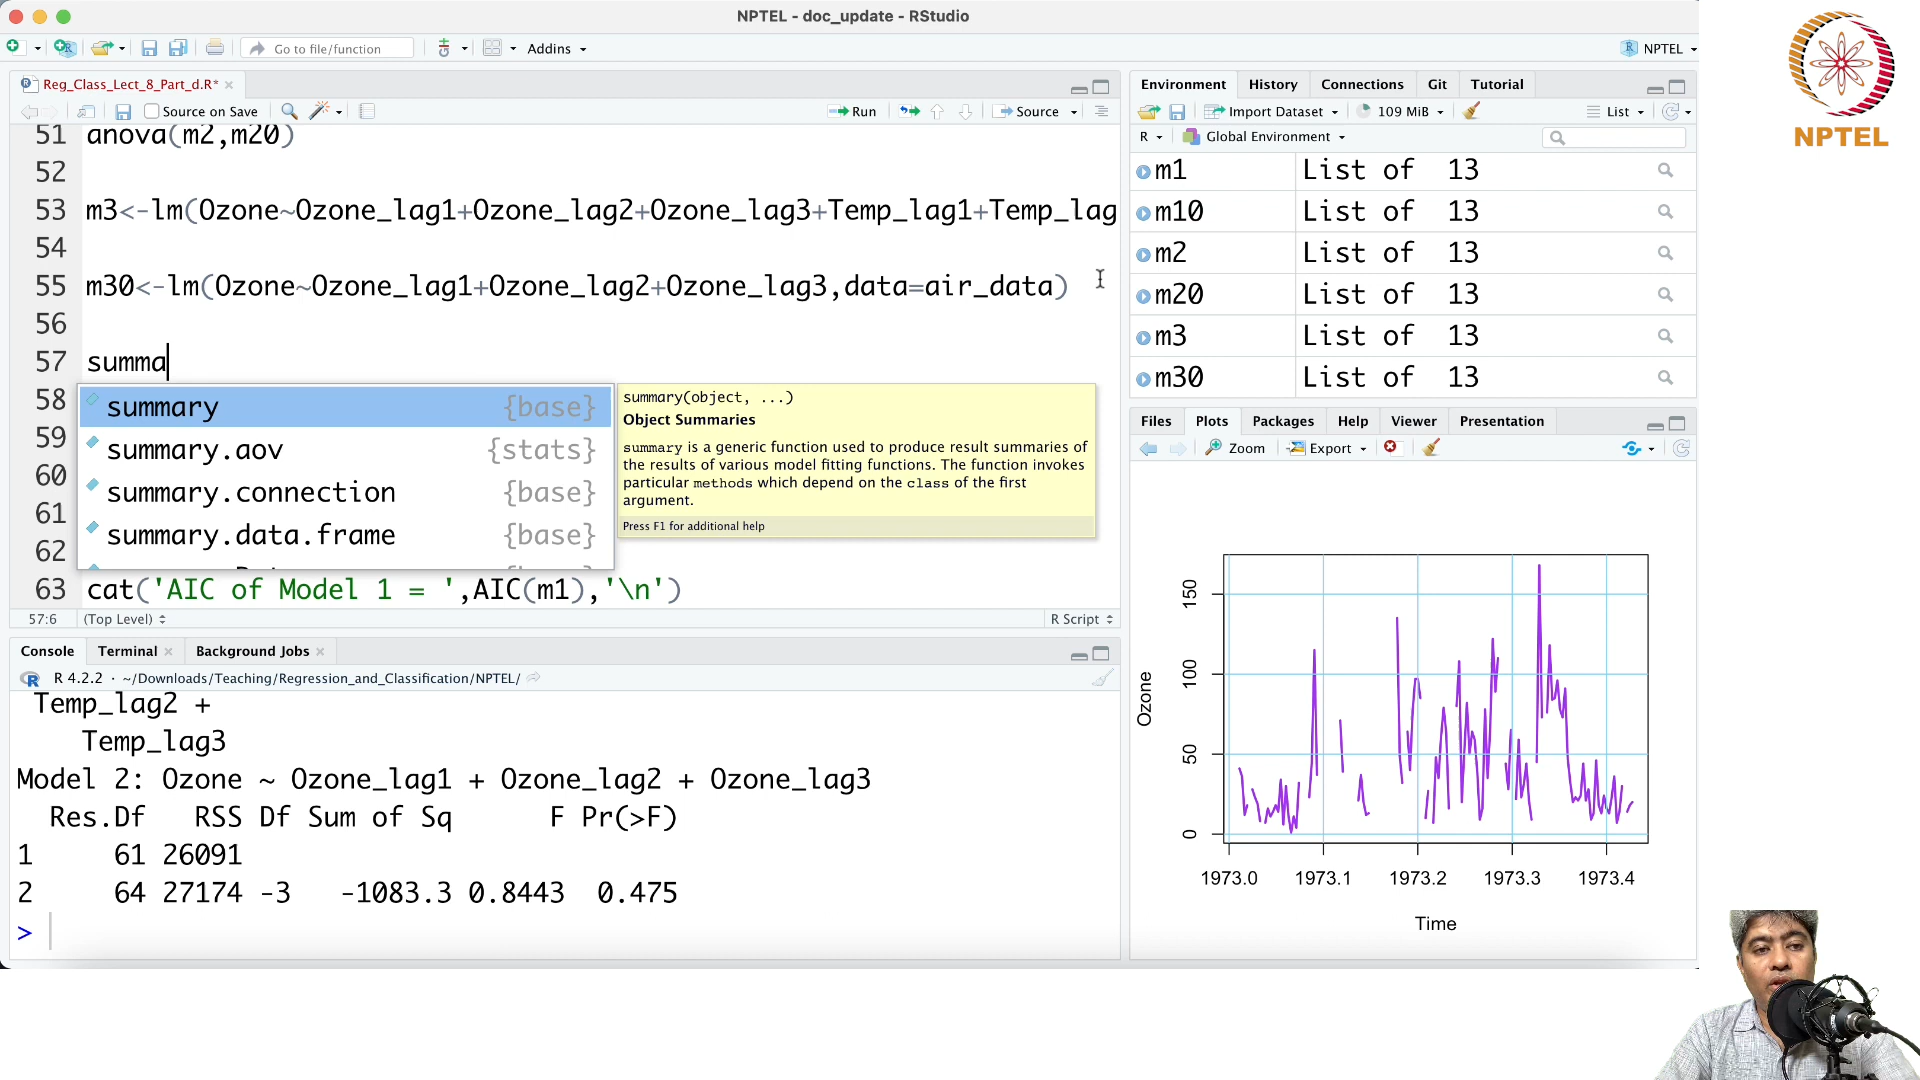 NPTEL - doc_update - RStudio
Go to file/function
Addins
NPTEL
Reg_Class_Lect_8_Part_d.R*
Source on Save
Run
Source
51 anova(m2,m20)
52
53 m3<-lm(Ozone~Ozone_lag1+Ozone_lag2+Ozone_lag3+Temp_lag1+Temp_lag
54
55 m30<-lm(Ozone~Ozone_lag1+Ozone_lag2+Ozone_lag3,data=air_data)
56
57 summa
58
59
60
61
62
63 cat('AIC of Model 1 = ',AIC(m1),'\n')
summary {base}
summary.aov {stats}
summary.connection {base}
summary.data.frame {base}
summary(object, ...)
Object Summaries
summary is a generic function used to produce result summaries of
the results of various model fitting functions. The function invokes
particular methods which depend on the class of the first
argument.
Press F1 for additional help
57:6 (Top Level)
R Script
Console Terminal Background Jobs
R 4.2.2 · ~/Downloads/Teaching/Regression_and_Classification/NPTEL/
Temp_lag2 +
Temp_lag3
Model 2: Ozone ~ Ozone_lag1 + Ozone_lag2 + Ozone_lag3
Res.Df RSS Df Sum of Sq F Pr(>F)
1 61 26091
2 64 27174 -3 -1083.3 0.8443 0.475
>
Environment History Connections Git Tutorial
Import Dataset 109 MiB List
R Global Environment
m1 List of 13
m10 List of 13
m2 List of 13
m20 List of 13
m3 List of 13
m30 List of 13
Files Plots Packages Help Viewer Presentation
Zoom Export
Ozone
150
100
50
0
1973.0 1973.1 1973.2 1973.3 1973.4
Time
NPTEL